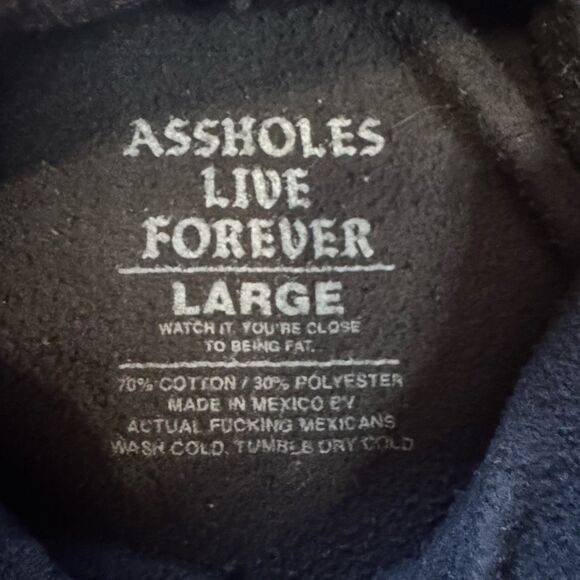 ASSHOLES
LIVE
FOREVER
LARGE
WATCH IT. YOU'RE CLOSE
TO BEING FAT.
70% COTTON / 30% POLYESTER
MADE IN MEXICO BY
ACTUAL FUCKING MEXICANS
WASH COLD, TUMBLE DRY COLD